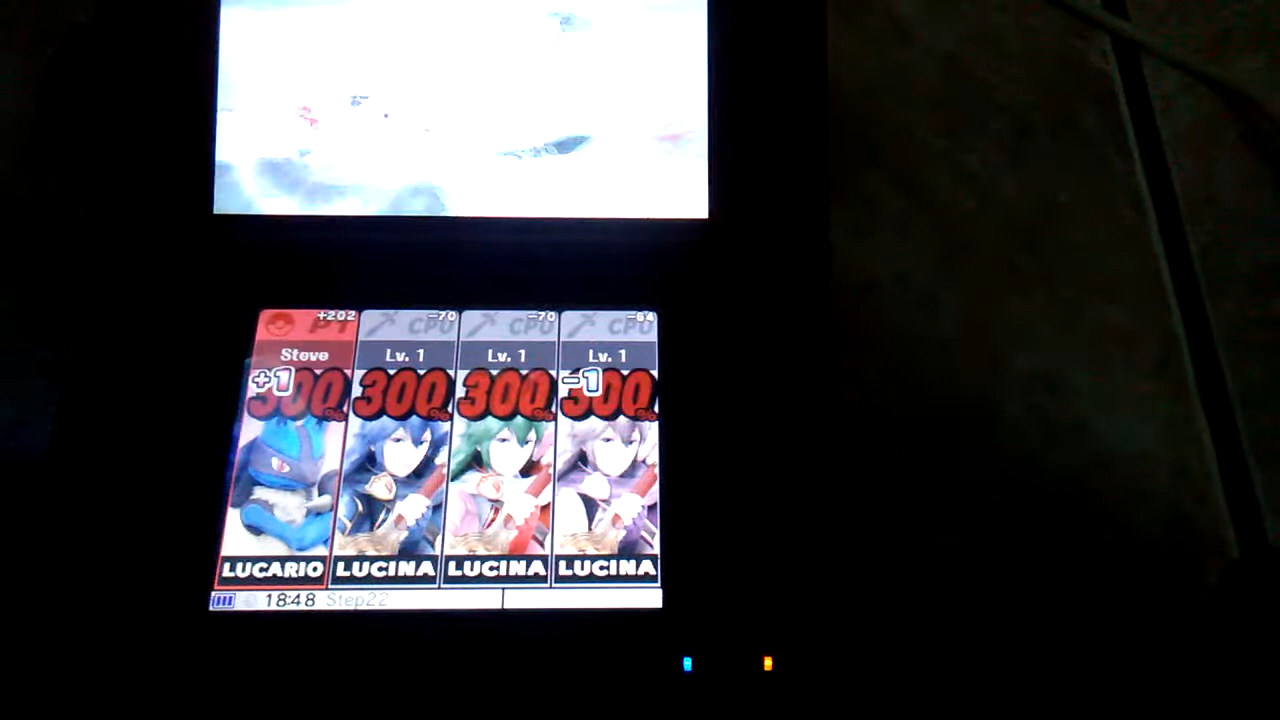 +202 -70 -70 -64
P1 CPU CPU CPU
Steve Lv. 1 Lv. 1 Lv. 1
+1 -1
300% 300% 300% 300%
LUCARIO LUCINA LUCINA LUCINA
18:48 Step22